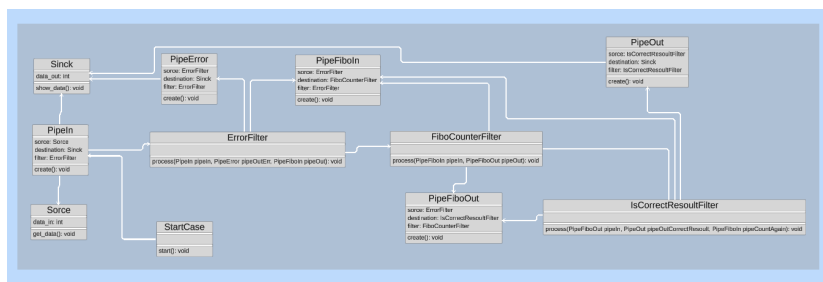 Sinck
data_out: int
show_data(): void
PipeError
sorce: ErrorFilter
destination: Sinck
filter: ErrorFilter
create(): void
PipeFiboIn
sorce: ErrorFilter
destination: FiboCounterFilter
filter: ErrorFilter
create(): void
PipeOut
sorce: IsCorrectResoultFilter
destination: Sinck
filter: IsCorrectResoultFilter
create(): void
PipeIn
sorce: Sorce
destination: Sinck
filter: ErrorFilter
create(): void
ErrorFilter
process(PipeIn pipeIn, PipeError pipeOutErr, PipeFiboIn pipeOut): void
FiboCounterFilter
process(PipeFiboIn pipeIn, PipeFiboOut pipeOut): void
PipeFiboOut
sorce: ErrorFilter
destination: IsCorrectResoultFilter
filter: FiboCounterFilter
create(): void
IsCorrectResoultFilter
process(PipeFiboOut pipeIn, PipeOut pipeOutCorrectResoult, PipeFiboIn pipeCountAgain): void
Sorce
data_in: int
get_data(): void
StartCase
start(): void